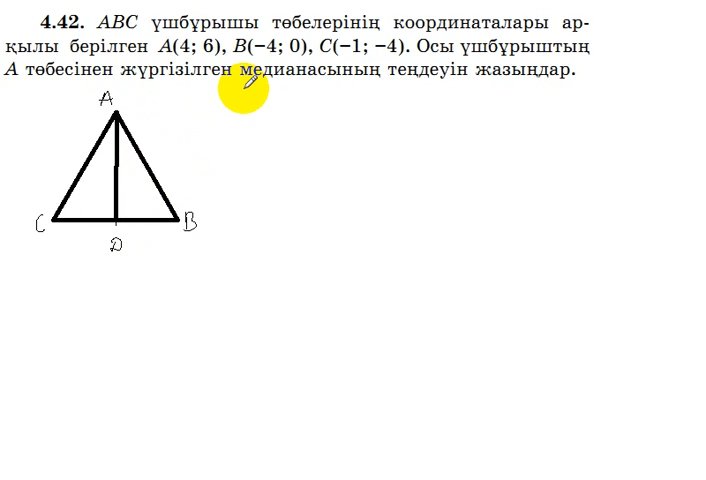 4.42. ABC үшбұрышы төбелерінің координаталары ар-
қылы берілген A(4; 6), B(−4; 0), C(−1; −4). Осы үшбұрыштың
A төбесінен жүргізілген медианасының теңдеуін жазыңдар.
A
C
B
D